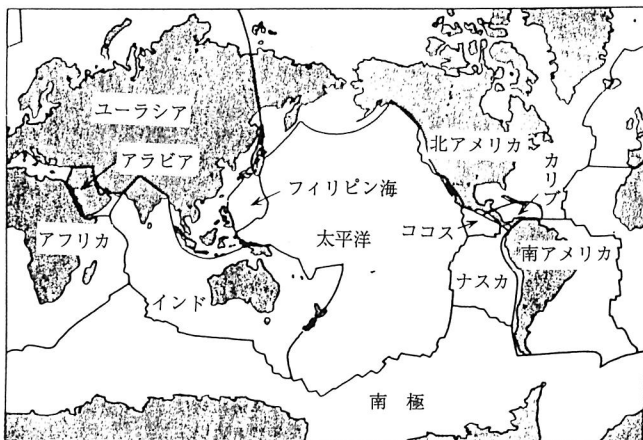 ユーラシア
アラビア
アフリカ
インド
フィリピン海
太平洋
北アメリカ
カリブ
ココス
南アメリカ
ナスカ
南極